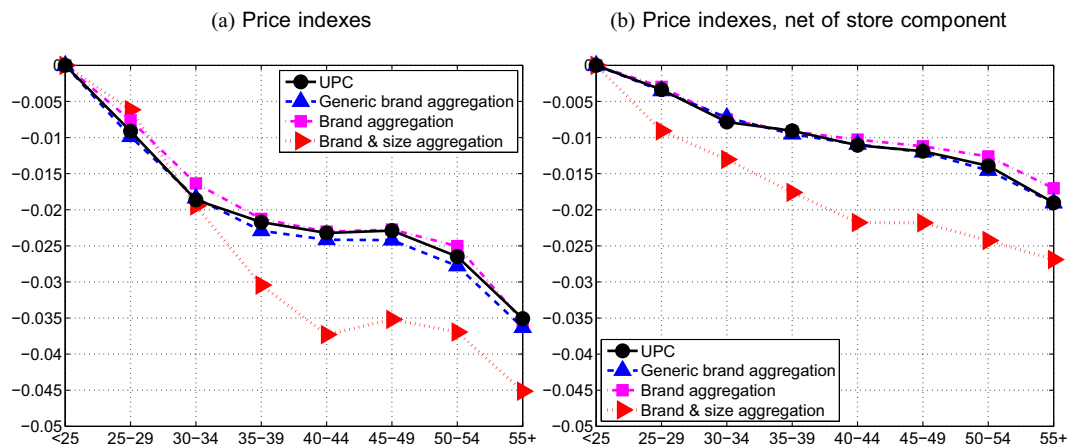 (a) Price indexes
0
−0.005
−0.01
−0.015
−0.02
−0.025
−0.03
−0.035
−0.04
−0.045
−0.05
UPC
Generic brand aggregation
Brand aggregation
Brand & size aggregation
<25 25−29 30−34 35−39 40−44 45−49 50−54 55+
(b) Price indexes, net of store component
0
−0.005
−0.01
−0.015
−0.02
−0.025
−0.03
−0.035
−0.04
−0.045
−0.05
UPC
Generic brand aggregation
Brand aggregation
Brand & size aggregation
<25 25−29 30−34 35−39 40−44 45−49 50−54 55+